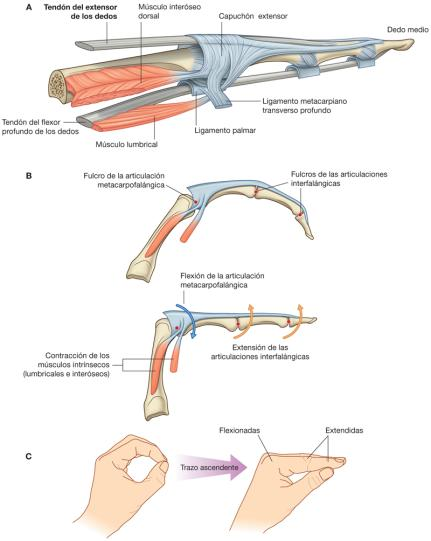 A
Tendón del extensor
de los dedos
Músculo interóseo
dorsal
Capuchón extensor
Dedo medio
Ligamento metacarpiano
transverso profundo
Tendón del flexor
profundo de los dedos
Ligamento palmar
Músculo lumbrical
B
Fulcro de la articulación
metacarpofalángica
Fulcros de las articulaciones
interfalángicas
Flexión de la articulación
metacarpofalángica
Contracción de los
músculos intrínsecos
(lumbricales e interóseos)
Extensión de las
articulaciones interfalángicas
C
Trazo ascendente
Flexionadas
Extendidas